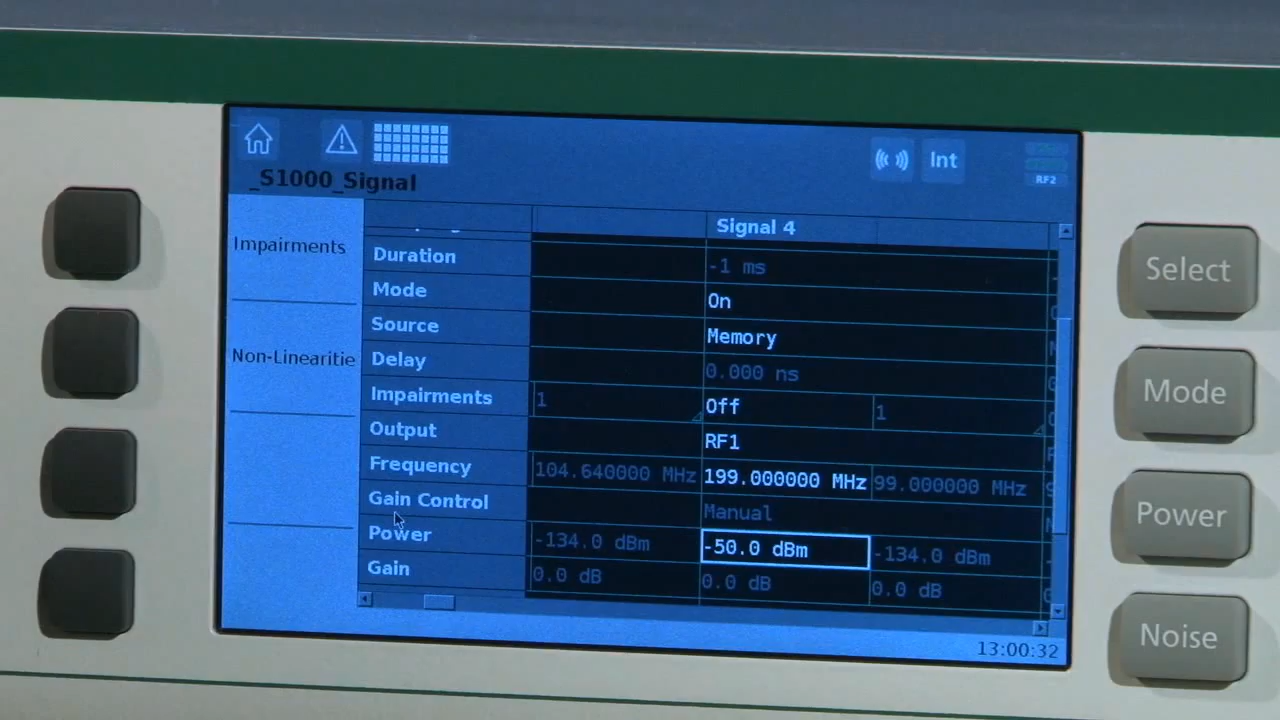 Int
RF2
_S1000_Signal
Impairments
Non-Linearitie
Signal 4
Duration -1 ms
Mode On
Source Memory
Delay 0.000 ns
Impairments 1 Off 1
Output RF1
Frequency 104.640000 MHz 199.000000 MHz 99.000000 MHz
Gain Control Manual
Power -134.0 dBm -50.0 dBm -134.0 dBm
Gain 0.0 dB 0.0 dB 0.0 dB
13:00:32
Select
Mode
Power
Noise